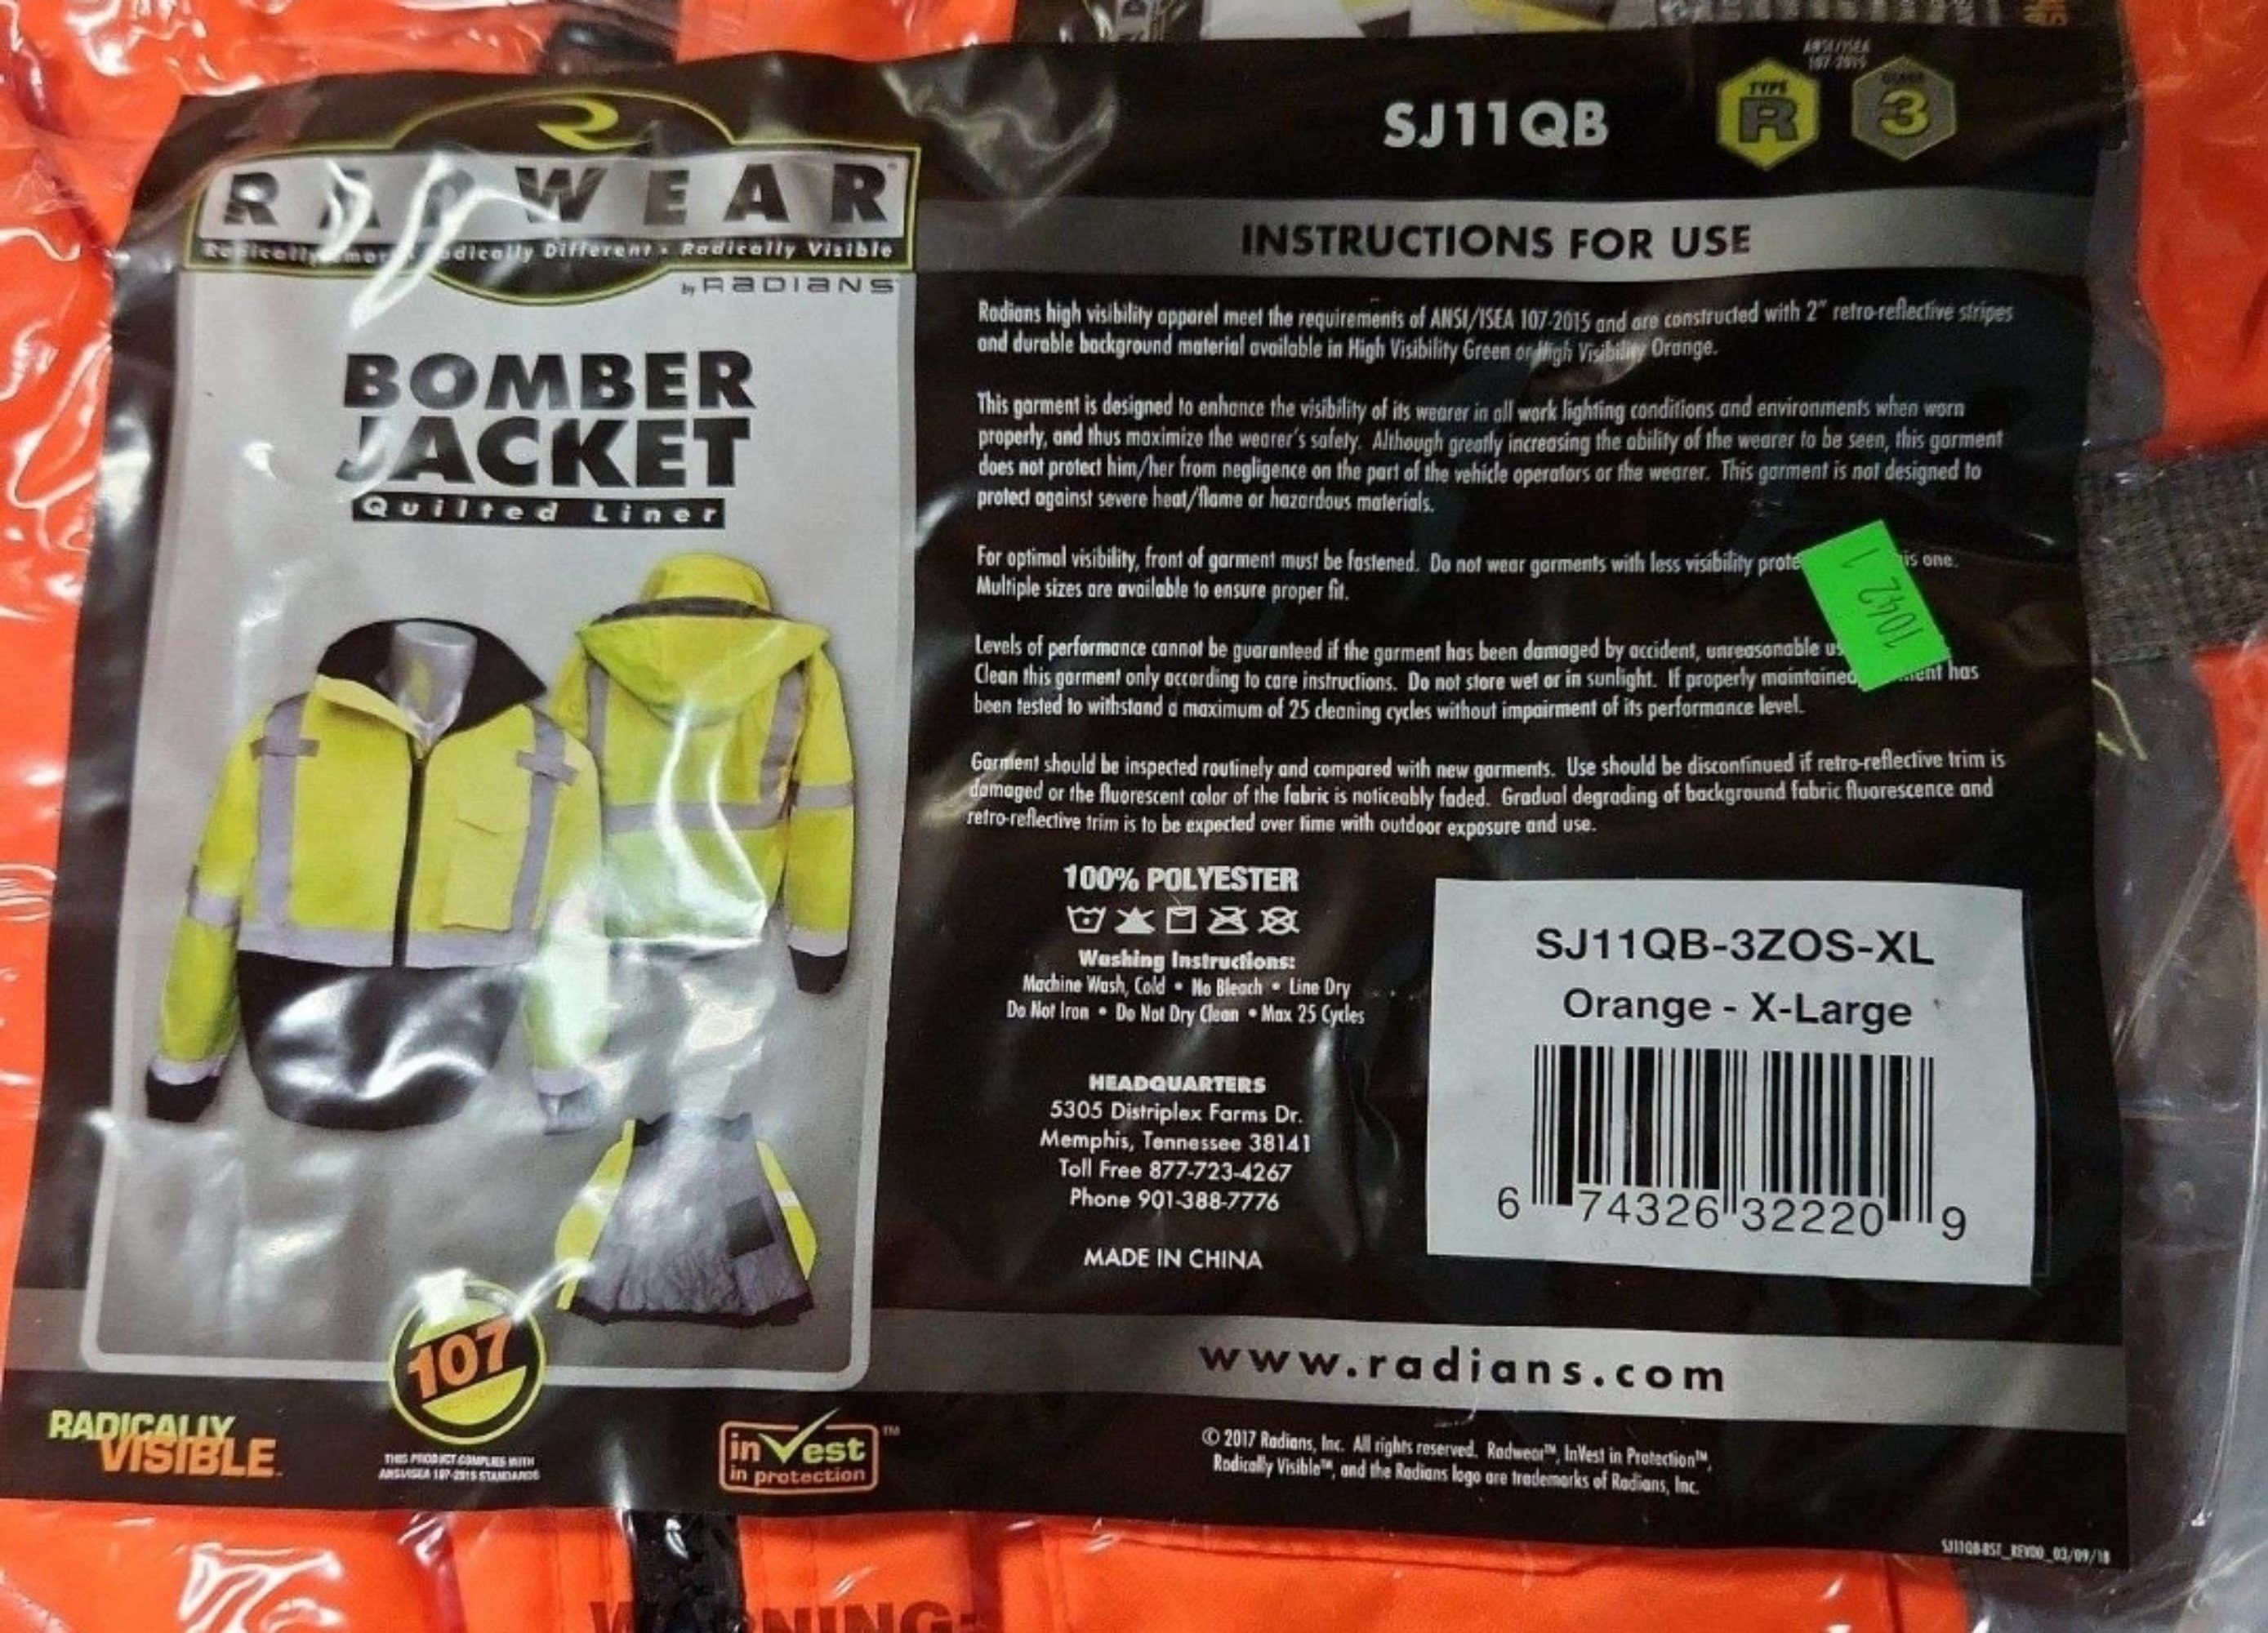 RADWEAR
Radically Different • Radically Visible
by RADIANS
BOMBER
JACKET
Quilted Liner
107
RADICALLY
VISIBLE
THIS PRODUCT COMPLIES WITH
ANSI/ISEA 107-2015 STANDARDS
inVest ™
in protection
SJ11QB
ANSI/ISEA
107-2015
TYPE
R
CLASS
3
INSTRUCTIONS FOR USE
Radians high visibility apparel meet the requirements of ANSI/ISEA 107-2015 and are constructed with 2" retro-reflective stripes
and durable background material available in High Visibility Green or High Visibility Orange.
This garment is designed to enhance the visibility of its wearer in all work lighting conditions and environments when worn
properly, and thus maximize the wearer's safety. Although greatly increasing the ability of the wearer to be seen, this garment
does not protect him/her from negligence on the part of the vehicle operators or the wearer. This garment is not designed to
protect against severe heat/flame or hazardous materials.
For optimal visibility, front of garment must be fastened. Do not wear garments with less visibility one.
Multiple sizes are available to ensure proper fit.
Levels of performance cannot be guaranteed if the garment has been damaged by accident, unreasonable
Clean this garment only according to care instructions. Do not store wet or in sunlight. If properly maintained has
been tested to withstand a maximum of 25 cleaning cycles without impairment of its performance level.
Garment should be inspected routinely and compared with new garments. Use should be discontinued if retro-reflective trim is
damaged or the fluorescent color of the fabric is noticeably faded. Gradual degrading of background fabric fluorescence and
retro-reflective trim is to be expected over time with outdoor exposure and use.
1042 1
100% POLYESTER
Washing Instructions:
Machine Wash, Cold • No Bleach • Line Dry
Do Not Iron • Do Not Dry Clean • Max 25 Cycles
HEADQUARTERS
5305 Distriplex Farms Dr.
Memphis, Tennessee 38141
Toll Free 877-723-4267
Phone 901-388-7776
MADE IN CHINA
SJ11QB-3ZOS-XL
Orange - X-Large
6 74326 32220 9
www.radians.com
© 2017 Radians, Inc. All rights reserved. Radwear™, InVest in Protection™,
Radically Visible™, and the Radians logo are trademarks of Radians, Inc.
03/09/18
WARNING: